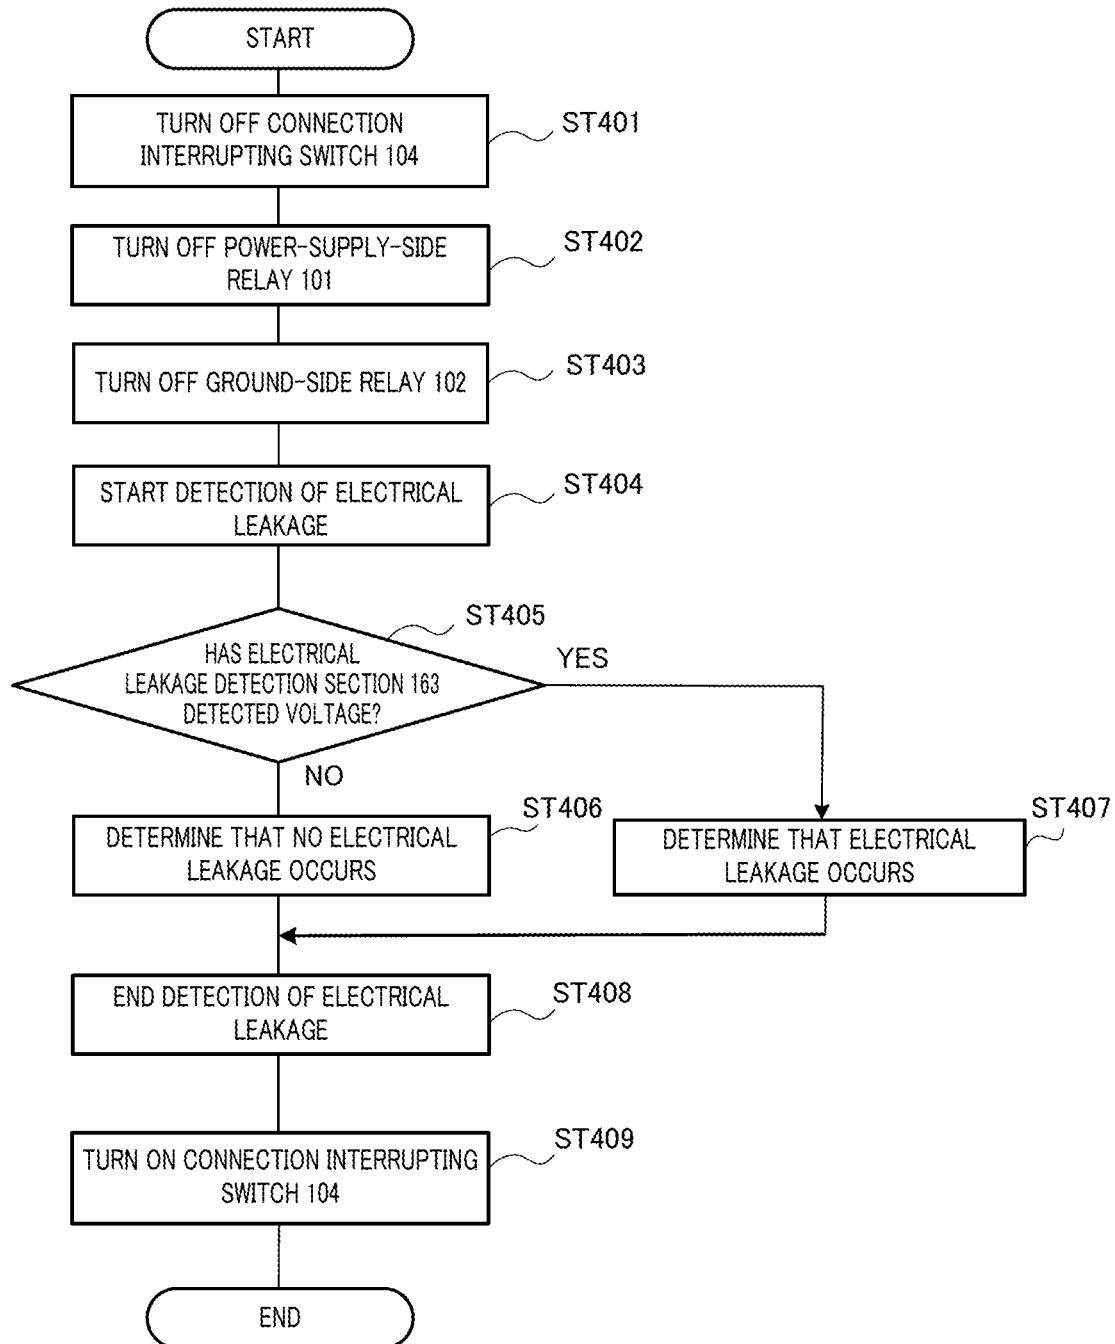 START
TURN OFF CONNECTION
INTERRUPTING SWITCH 104
ST401
TURN OFF POWER-SUPPLY-SIDE
RELAY 101
ST402
TURN OFF GROUND-SIDE RELAY 102
ST403
START DETECTION OF ELECTRICAL
LEAKAGE
ST404
HAS ELECTRICAL
LEAKAGE DETECTION SECTION 163
DETECTED VOLTAGE?
ST405
YES
NO
DETERMINE THAT NO ELECTRICAL
LEAKAGE OCCURS
ST406
DETERMINE THAT ELECTRICAL
LEAKAGE OCCURS
ST407
END DETECTION OF ELECTRICAL
LEAKAGE
ST408
TURN ON CONNECTION INTERRUPTING
SWITCH 104
ST409
END